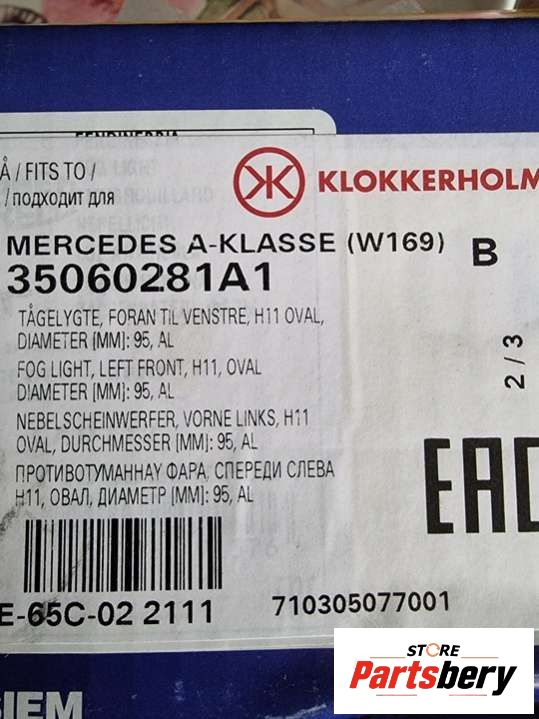 Å / FITS TO /
/ подходит для
KLOKKERHOLM
MERCEDES A-KLASSE (W169)
B
35060281A1
TÅGELYGTE, FORAN TIL VENSTRE, H11 OVAL,
DIAMETER [MM]: 95, AL
FOG LIGHT, LEFT FRONT, H11, OVAL
DIAMETER [MM]: 95, AL
2 / 3
NEBELSCHEINWERFER, VORNE LINKS, H11
OVAL, DURCHMESSER [MM]: 95, AL
ПРОТИВОТУМАННАY ФАРА, СПЕРЕДИ СЛЕВА
H11, ОВАЛ, ДИАМЕТР [MM]: 95, AL
EAC
E-65C-02 2111
710305077001
STORE
Partsbery
SIEM